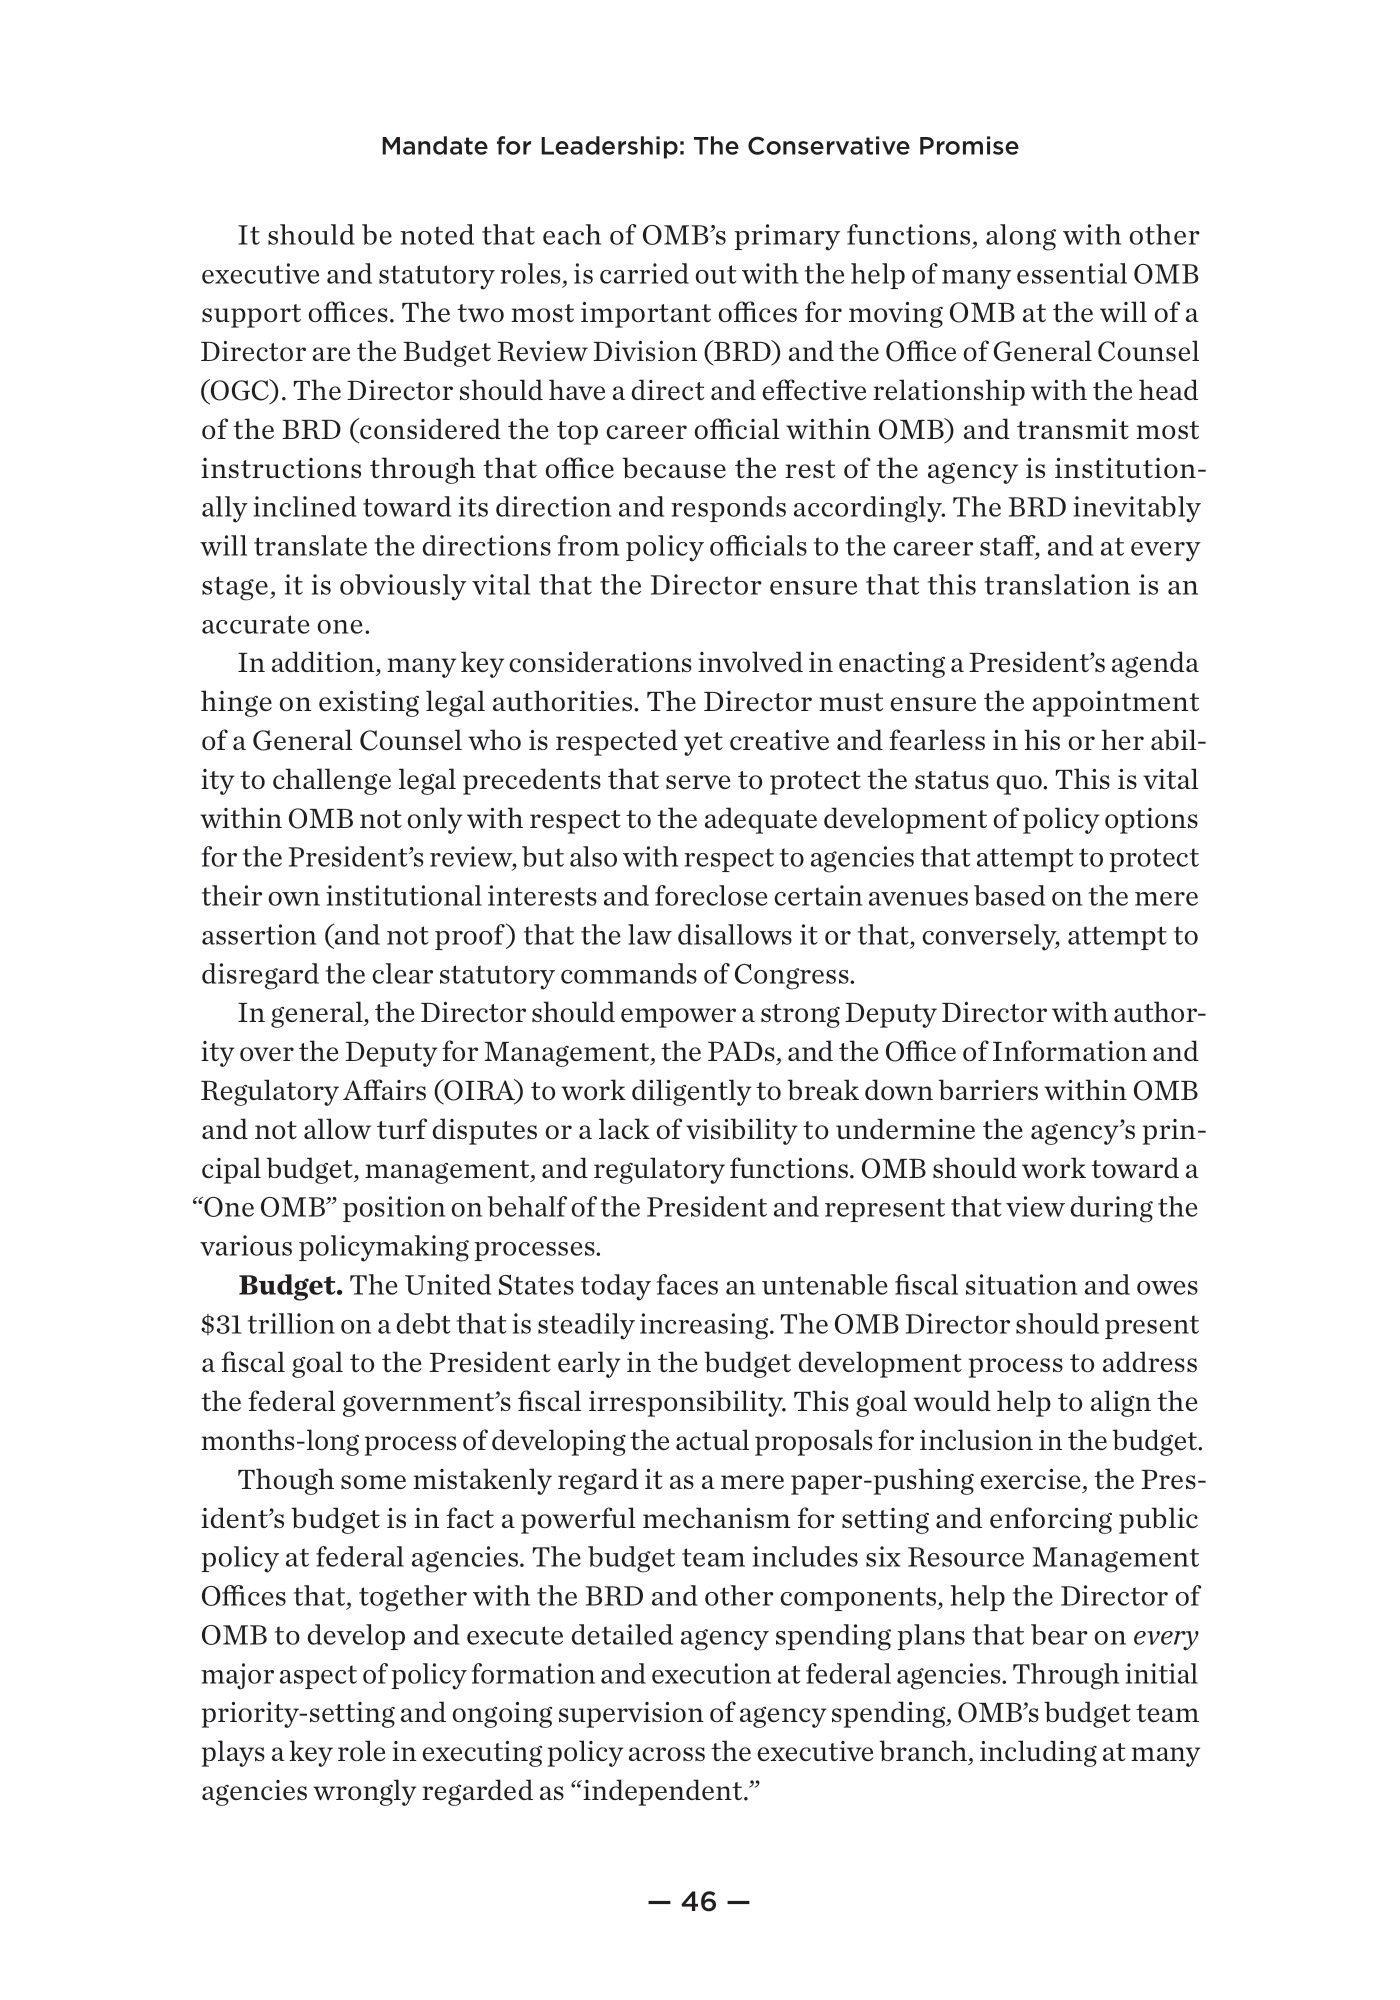 Mandate for Leadership: The Conservative Promise
It should be noted that each of OMB’s primary functions, along with other
executive and statutory roles, is carried out with the help of many essential OMB
support offices. The two most important offices for moving OMB at the will of a
Director are the Budget Review Division (BRD) and the Office of General Counsel
(OGC). The Director should have a direct and effective relationship with the head
of the BRD (considered the top career official within OMB) and transmit most
instructions through that office because the rest of the agency is institution-
ally inclined toward its direction and responds accordingly. The BRD inevitably
will translate the directions from policy officials to the career staff, and at every
stage, it is obviously vital that the Director ensure that this translation is an
accurate one.
In addition, many key considerations involved in enacting a President’s agenda
hinge on existing legal authorities. The Director must ensure the appointment
of a General Counsel who is respected yet creative and fearless in his or her abil-
ity to challenge legal precedents that serve to protect the status quo. This is vital
within OMB not only with respect to the adequate development of policy options
for the President’s review, but also with respect to agencies that attempt to protect
their own institutional interests and foreclose certain avenues based on the mere
assertion (and not proof) that the law disallows it or that, conversely, attempt to
disregard the clear statutory commands of Congress.
In general, the Director should empower a strong Deputy Director with author-
ity over the Deputy for Management, the PADs, and the Office of Information and
Regulatory Affairs (OIRA) to work diligently to break down barriers within OMB
and not allow turf disputes or a lack of visibility to undermine the agency’s prin-
cipal budget, management, and regulatory functions. OMB should work toward a
“One OMB” position on behalf of the President and represent that view during the
various policymaking processes.
Budget. The United States today faces an untenable fiscal situation and owes
$31 trillion on a debt that is steadily increasing. The OMB Director should present
a fiscal goal to the President early in the budget development process to address
the federal government’s fiscal irresponsibility. This goal would help to align the
months-long process of developing the actual proposals for inclusion in the budget.
Though some mistakenly regard it as a mere paper-pushing exercise, the Pres-
ident’s budget is in fact a powerful mechanism for setting and enforcing public
policy at federal agencies. The budget team includes six Resource Management
Offices that, together with the BRD and other components, help the Director of
OMB to develop and execute detailed agency spending plans that bear on every
major aspect of policy formation and execution at federal agencies. Through initial
priority-setting and ongoing supervision of agency spending, OMB’s budget team
plays a key role in executing policy across the executive branch, including at many
agencies wrongly regarded as “independent.”
— 46 —